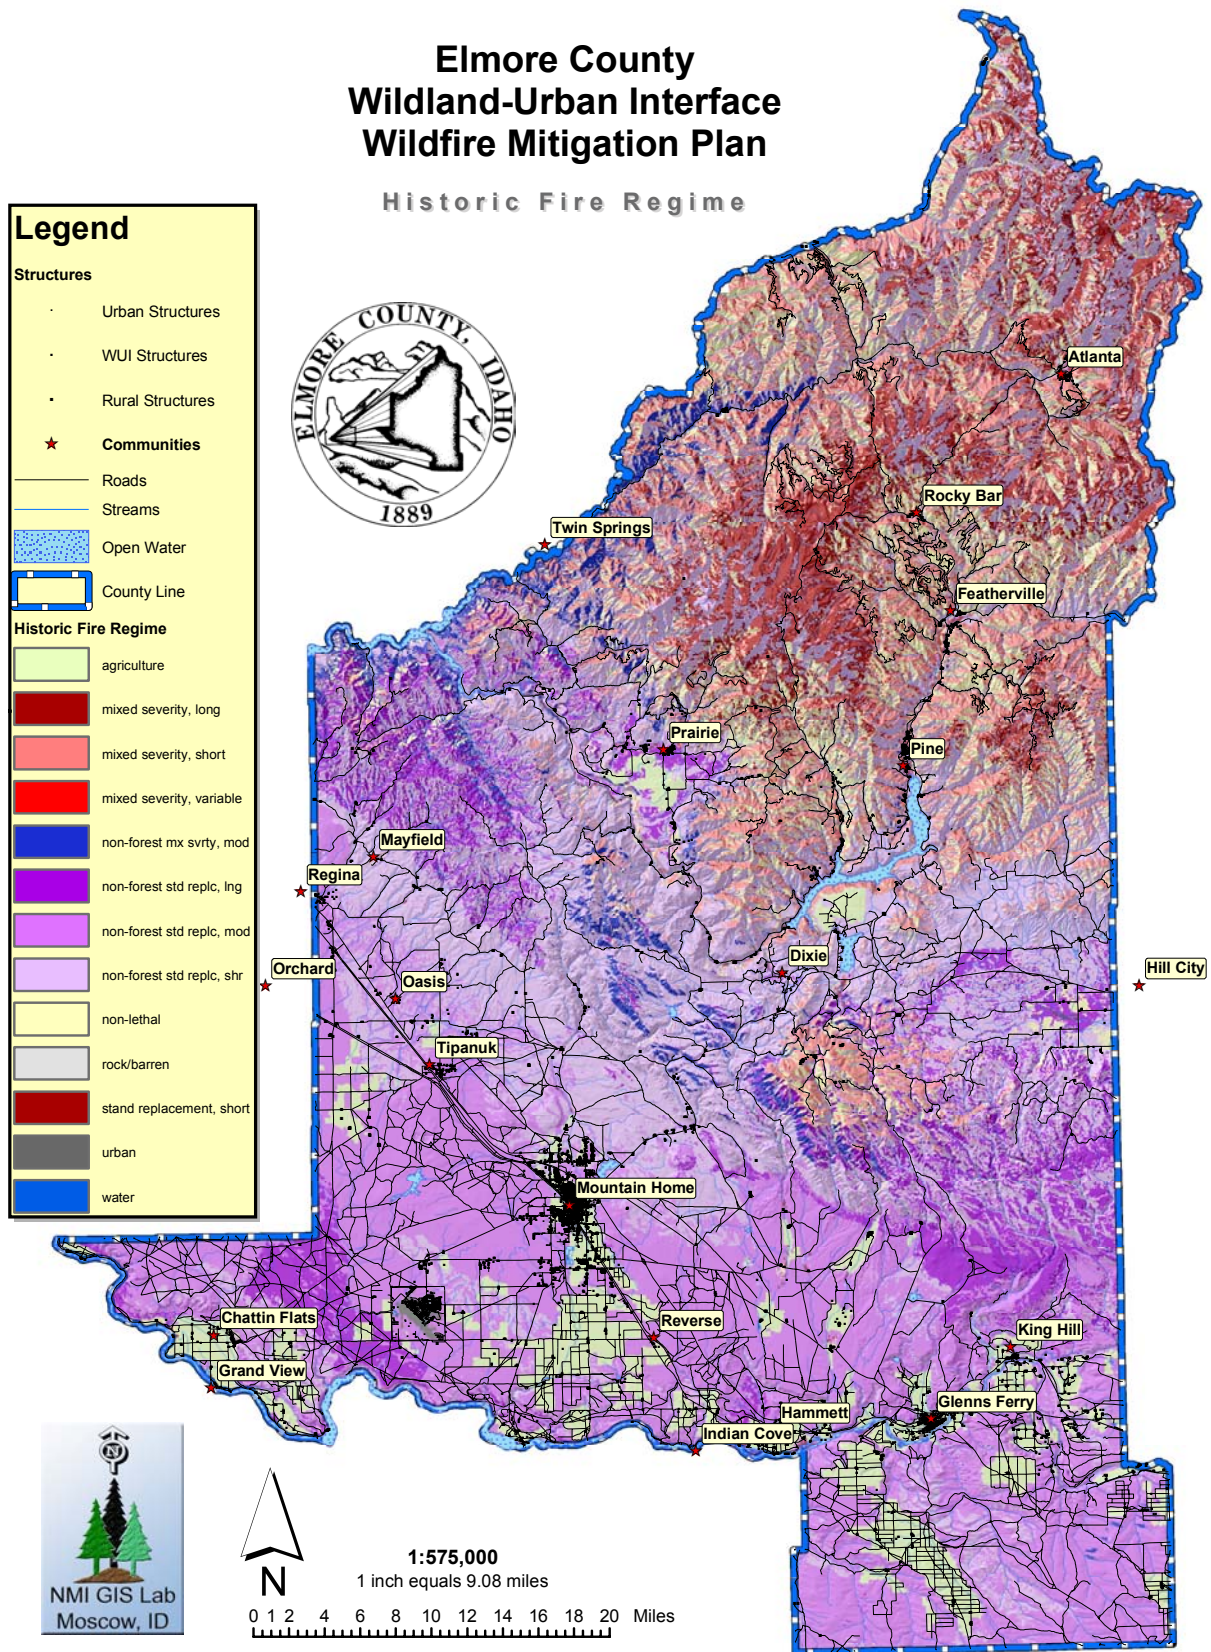 Elmore County
Wildland-Urban Interface
Wildfire Mitigation Plan
Historic Fire Regime
Legend
Structures
Urban Structures
WUI Structures
Rural Structures
Communities
Roads
Streams
Open Water
County Line
Historic Fire Regime
agriculture
mixed severity, long
mixed severity, short
mixed severity, variable
non-forest mx svrty, mod
non-forest std replc, lng
non-forest std replc, mod
non-forest std replc, shr
non-lethal
rock/barren
stand replacement, short
urban
water
ELMORE COUNTY, IDAHO
1889
Atlanta
Rocky Bar
Twin Springs
Featherville
Prairie
Pine
Mayfield
Regina
Orchard
Oasis
Dixie
Hill City
Tipanuk
Mountain Home
Chattin Flats
Reverse
King Hill
Grand View
Glenns Ferry
Hammett
Indian Cove
N
NMI GIS Lab
Moscow, ID
N
1:575,000
1 inch equals 9.08 miles
0 1 2 4 6 8 10 12 14 16 18 20 Miles